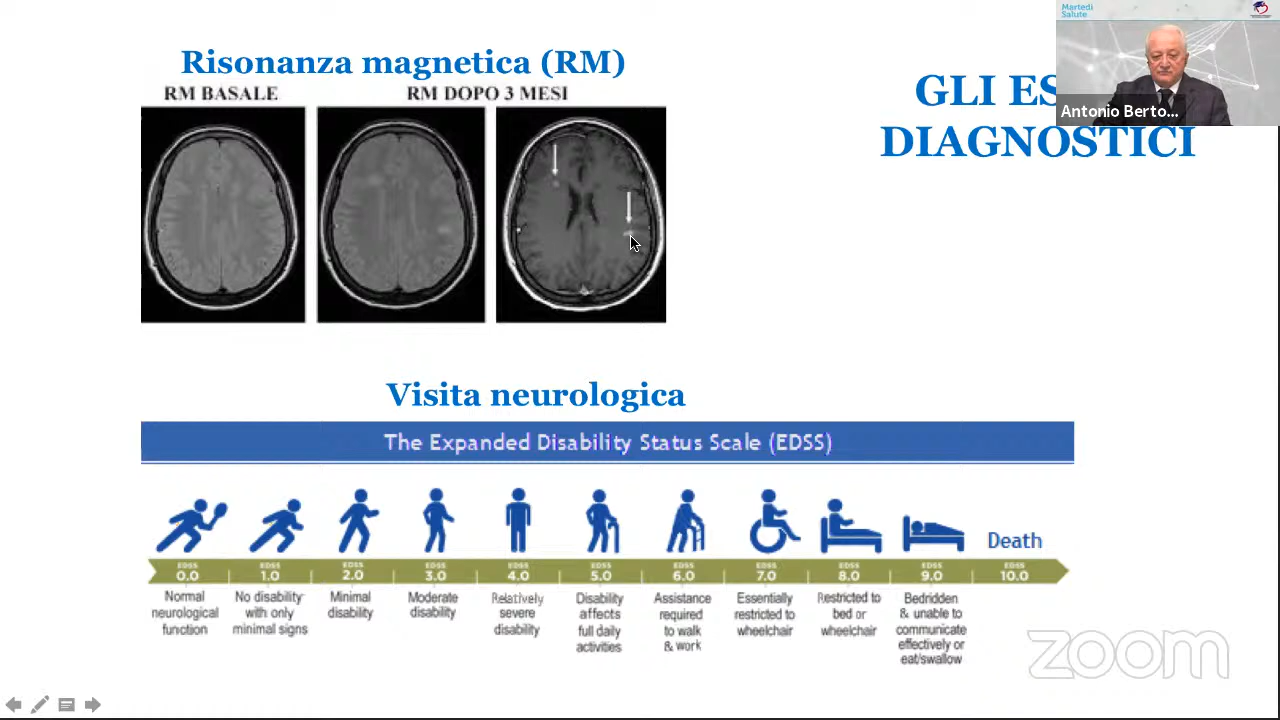 Martedì
Salute
Antonio Berto...
Risonanza magnetica (RM)
RM BASALE
RM DOPO 3 MESI
GLI ES
DIAGNOSTICI
Visita neurologica
The Expanded Disability Status Scale (EDSS)
Death
EDSS EDSS EDSS EDSS EDSS EDSS EDSS EDSS EDSS EDSS EDSS
0.0 1.0 2.0 3.0 4.0 5.0 6.0 7.0 8.0 9.0 10.0
Normal
neurological
function
No disability
with only
minimal signs
Minimal
disability
Moderate
disability
Relatively
severe
disability
Disability
affects
full daily
activities
Assistance
required
to walk
& work
Essentially
restricted to
wheelchair
Restricted to
bed or
wheelchair
Bedridden
& unable to
communicate
effectively or
eat/swallow
zoom